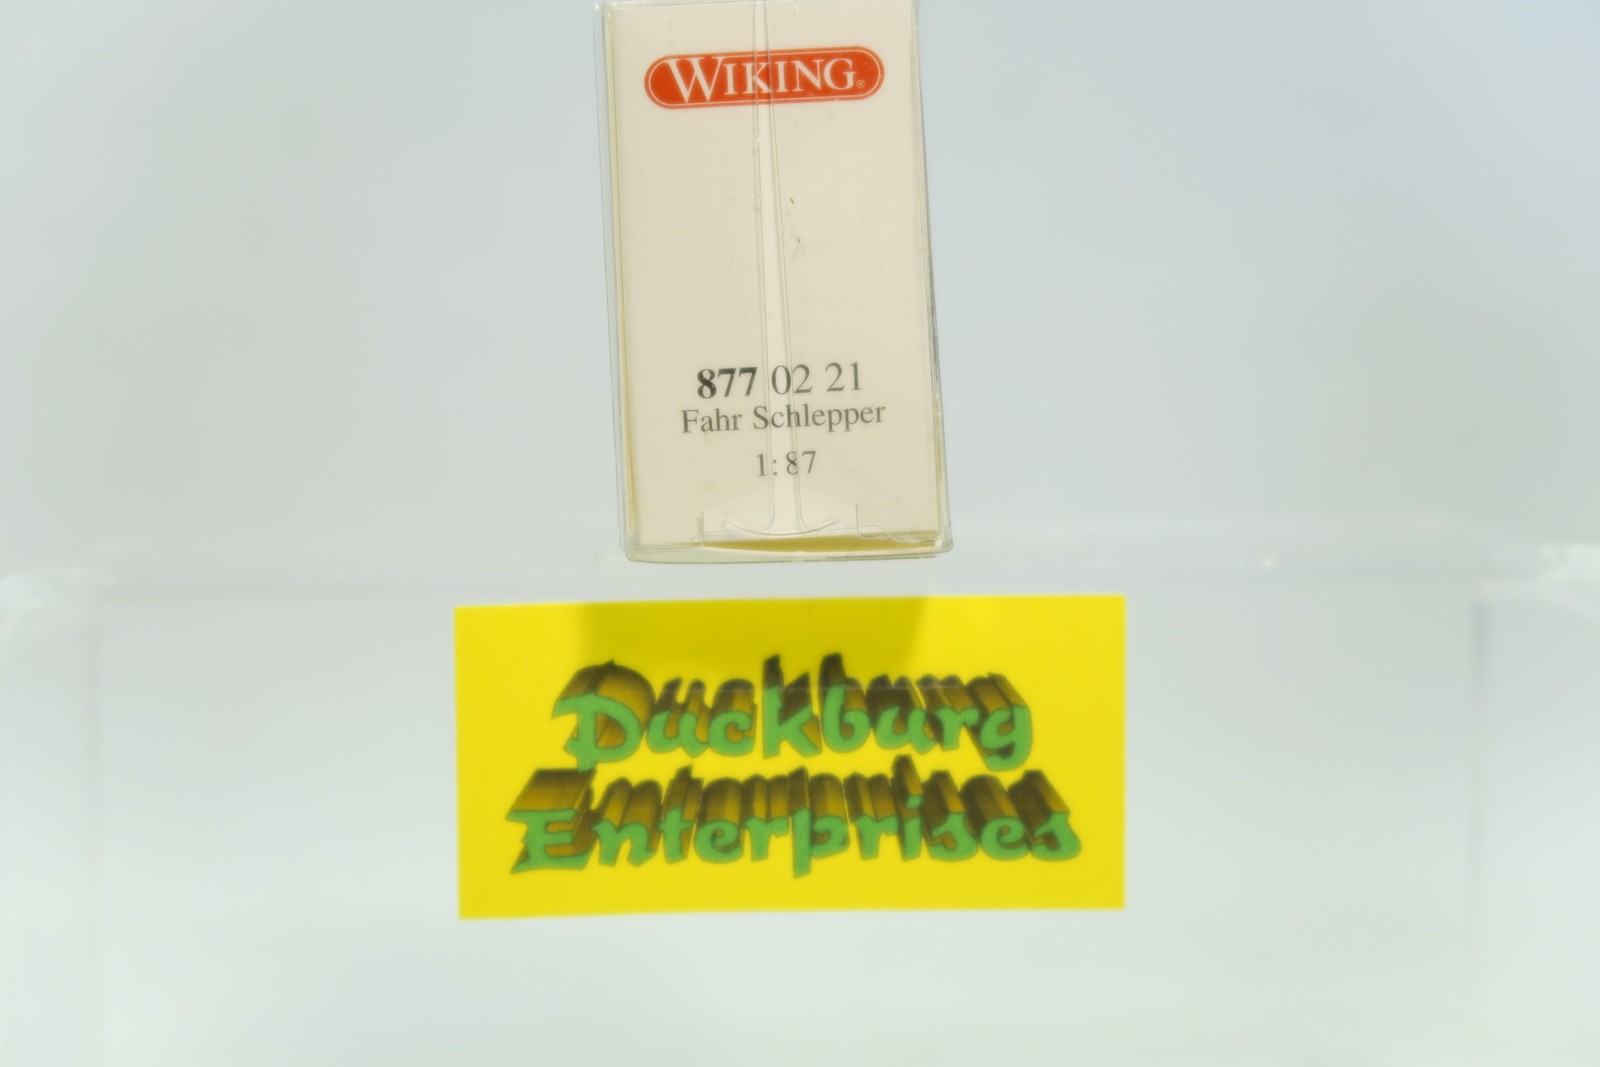 WIKING®
877 02 21
Fahr Schlepper
1:87
Duckburg
Enterprises